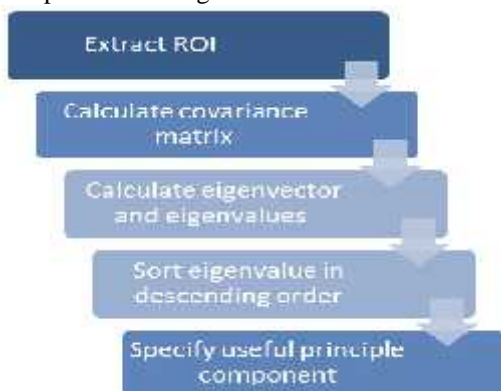 Extract ROI
Calculate covariance
matrix
Calculate eigenvector
and eigenvalues
Sort eigenvalue in
descending order
Specify useful principle
component